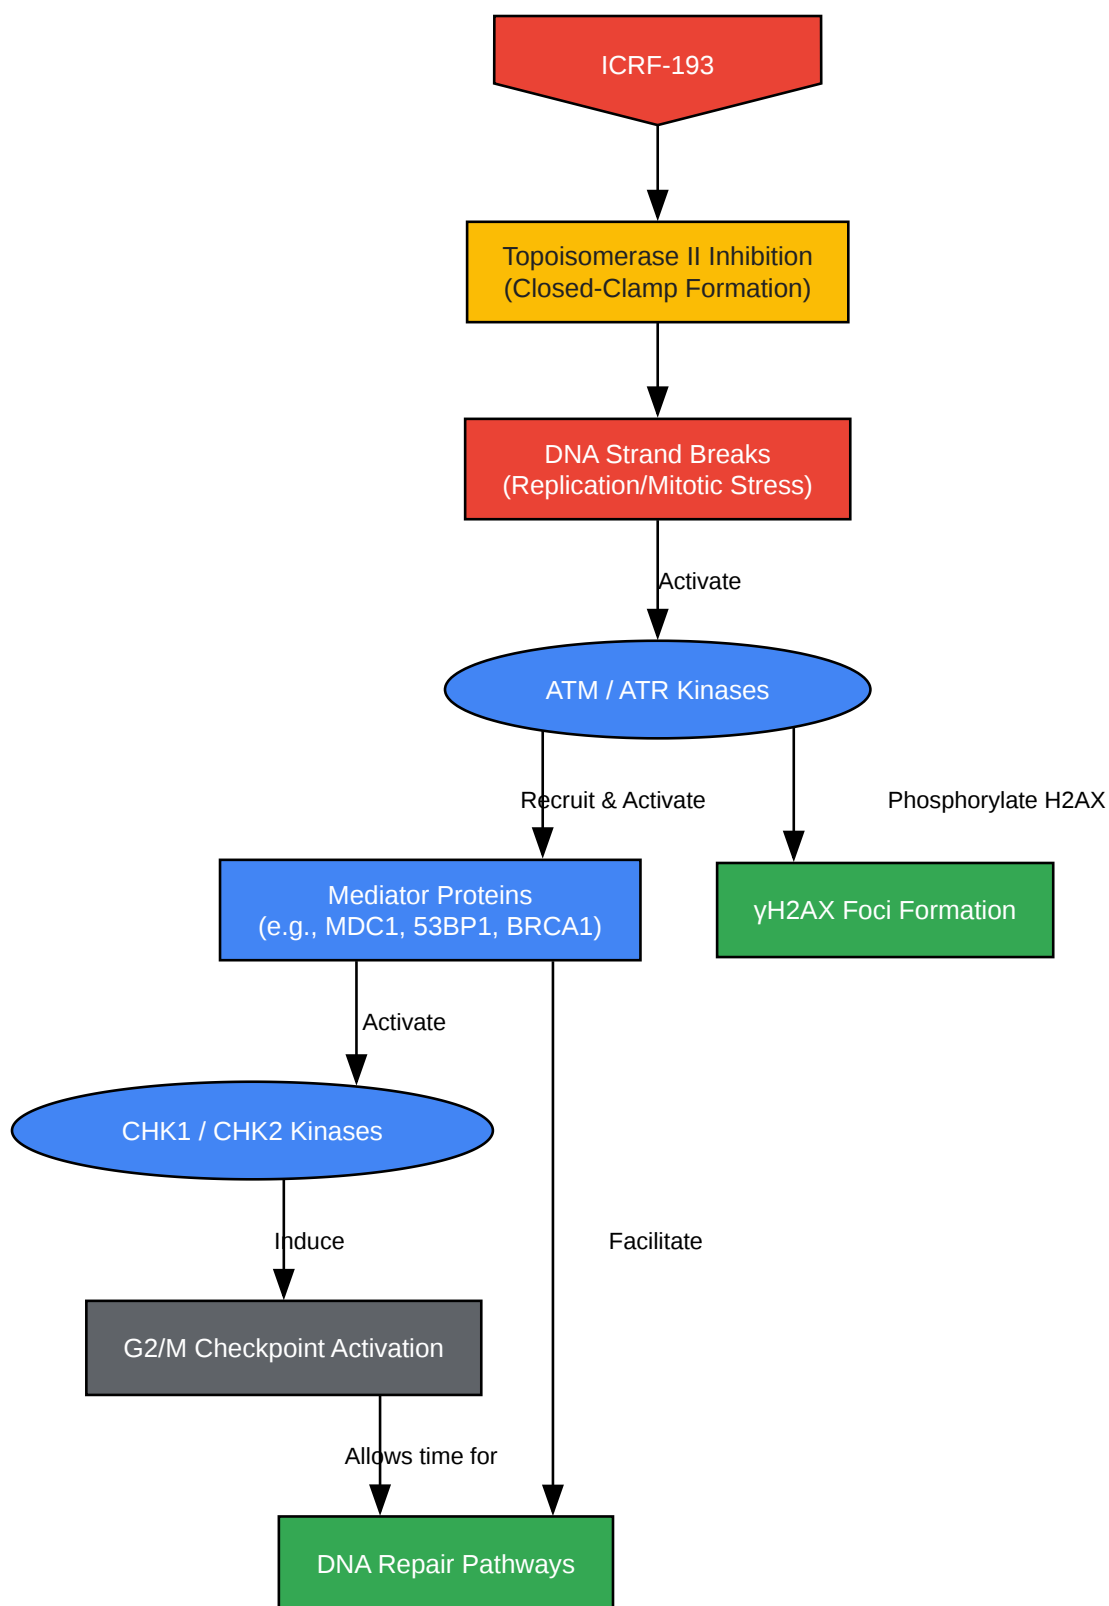 ICRF-193
Topoisomerase II Inhibition
(Closed-Clamp Formation)
DNA Strand Breaks
(Replication/Mitotic Stress)
Activate
ATM / ATR Kinases
Recruit & Activate
Phosphorylate H2AX
Mediator Proteins
(e.g., MDC1, 53BP1, BRCA1)
γH2AX Foci Formation
Activate
CHK1 / CHK2 Kinases
Induce
Facilitate
G2/M Checkpoint Activation
Allows time for
DNA Repair Pathways